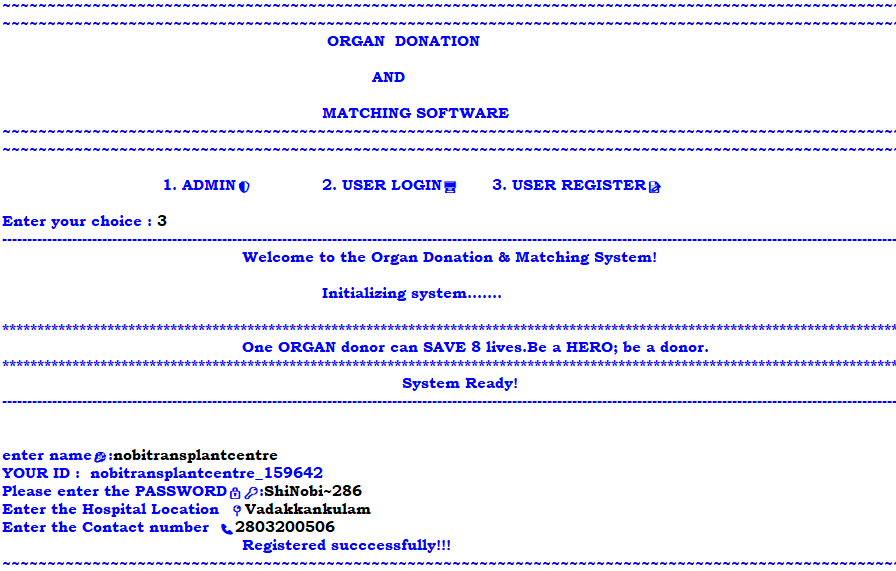 ~~~~~~~~~~~~~~~~~~~~~~~~~~~~~~~~~~~~~~~~~~~~~~~~~~~~~~~~~~~~~~~~~~~~~~~~~~~~~~~~~~~~~~~~~~~~~~~~~~~
~~~~~~~~~~~~~~~~~~~~~~~~~~~~~~~~~~~~~~~~~~~~~~~~~~~~~~~~~~~~~~~~~~~~~~~~~~~~~~~~~~~~~~~~~~~~~~~~~~~
ORGAN  DONATION
AND
MATCHING SOFTWARE
~~~~~~~~~~~~~~~~~~~~~~~~~~~~~~~~~~~~~~~~~~~~~~~~~~~~~~~~~~~~~~~~~~~~~~~~~~~~~~~~~~~~~~~~~~~~~~~~~~~
~~~~~~~~~~~~~~~~~~~~~~~~~~~~~~~~~~~~~~~~~~~~~~~~~~~~~~~~~~~~~~~~~~~~~~~~~~~~~~~~~~~~~~~~~~~~~~~~~~~
1. ADMIN 2. USER LOGIN 3. USER REGISTER
Enter your choice : 3
----------------------------------------------------------------------------------------------------
Welcome to the Organ Donation & Matching System!
Initializing system.......
****************************************************************************************************
One ORGAN donor can SAVE 8 lives.Be a HERO; be a donor.
****************************************************************************************************
System Ready!
----------------------------------------------------------------------------------------------------
enter name:nobitransplantcentre
YOUR ID :  nobitransplantcentre_159642
Please enter the PASSWORD:ShiNobi~286
Enter the Hospital Location Vadakkankulam
Enter the Contact number 2803200506
Registered succcessfully!!!
~~~~~~~~~~~~~~~~~~~~~~~~~~~~~~~~~~~~~~~~~~~~~~~~~~~~~~~~~~~~~~~~~~~~~~~~~~~~~~~~~~~~~~~~~~~~~~~~~~~